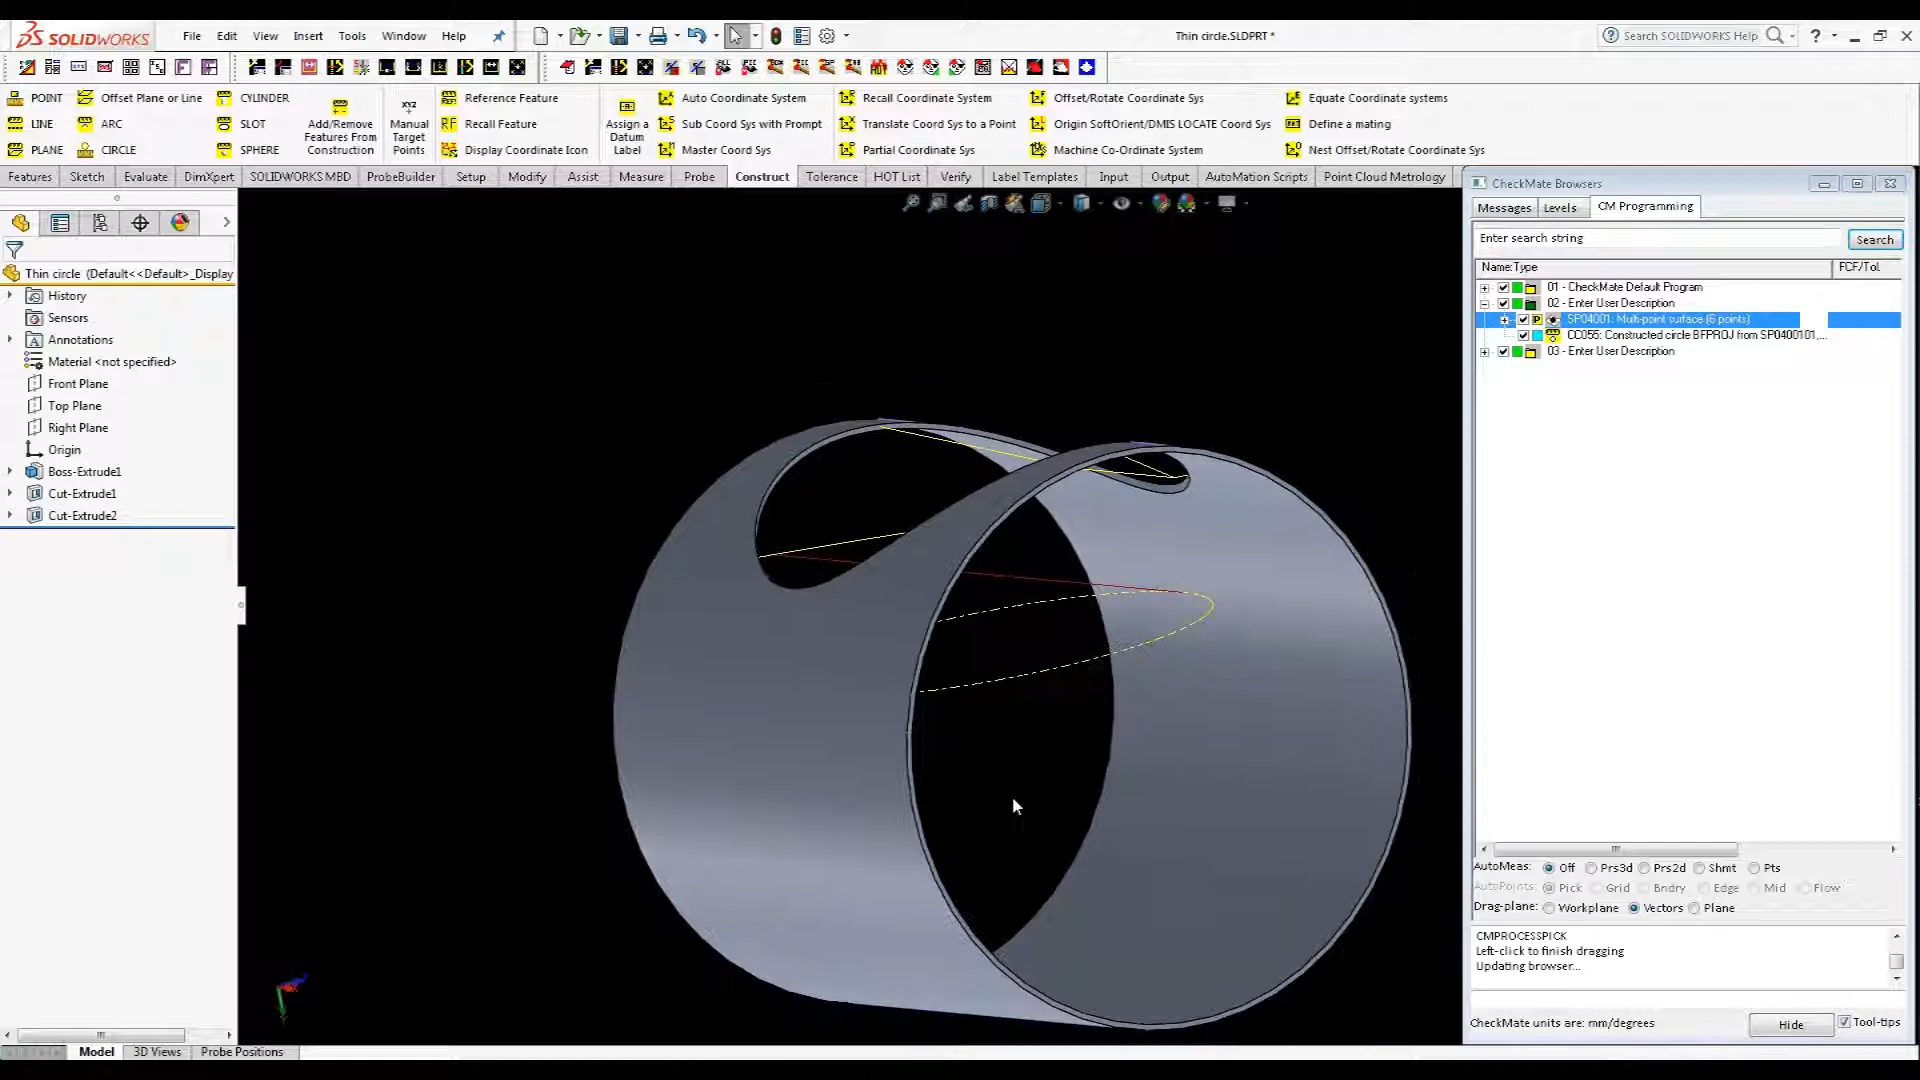 SOLIDWORKS File Edit View Insert Tools Window Help Thin circle.SLDPRT * Search SOLIDWORKS Help ?
POINT Offset Plane or Line CYLINDER Reference Feature Auto Coordinate System Recall Coordinate System Offset/Rotate Coordinate Sys Equate Coordinate systems
LINE ARC SLOT Recall Feature Sub Coord Sys with Prompt Translate Coord Sys to a Point Origin SoftOrient/DMIS LOCATE Coord Sys Define a mating
PLANE CIRCLE SPHERE Display Coordinate Icon Master Coord Sys Partial Coordinate Sys Machine Co-Ordinate System Nest Offset/Rotate Coordinate Sys
Add/Remove
Features From
Construction
XYZ
Manual
Target
Points
Assign a
Datum
Label
Features Sketch Evaluate DimXpert SOLIDWORKS MBD ProbeBuilder Setup Modify Assist Measure Probe Construct Tolerance HOT List Verify Label Templates Input Output AutoMation Scripts Point Cloud Metrology
Thin circle (Default<<Default>_Display
History
Sensors
Annotations
Material <not specified>
Front Plane
Top Plane
Right Plane
Origin
Boss-Extrude1
Cut-Extrude1
Cut-Extrude2
CheckMate Browsers
Messages Levels CM Programming
Enter search string Search
Name:Type FCF/Tol
01 - CheckMate Default Program
02 - Enter User Description
SP04001: Multi-point surface (6 points)
CC055: Constructed circle BFPROJ from SP0400101,...
03 - Enter User Description
AutoMeas: Off Prs3d Prs2d Shmt Pts
AutoPoints: Pick Grid Bndry Edge Mid Flow
Drag-plane: Workplane Vectors Plane
CMPROCESSPICK
Left-click to finish dragging
Updating browser...
CheckMate units are: mm/degrees Hide Tool-tips
Model 3D Views Probe Positions